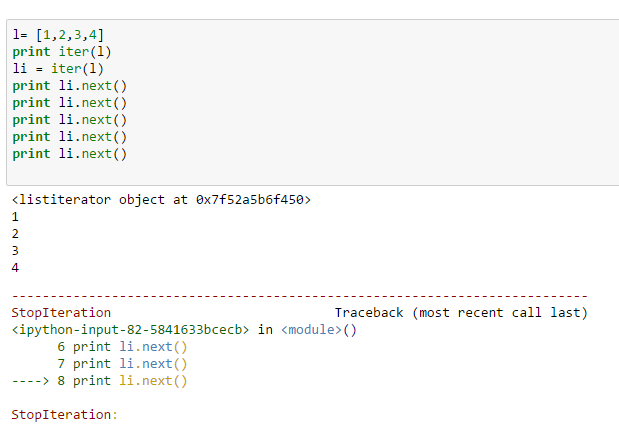 l= [1,2,3,4]
print iter(l)
li = iter(l)
print li.next()
print li.next()
print li.next()
print li.next()
print li.next()
<listiterator object at 0x7f52a5b6f450>
1
2
3
4
---------------------------------------------------------------------------
StopIteration                             Traceback (most recent call last)
<ipython-input-82-5841633bcecb> in <module>()
      6 print li.next()
      7 print li.next()
----> 8 print li.next()
StopIteration: